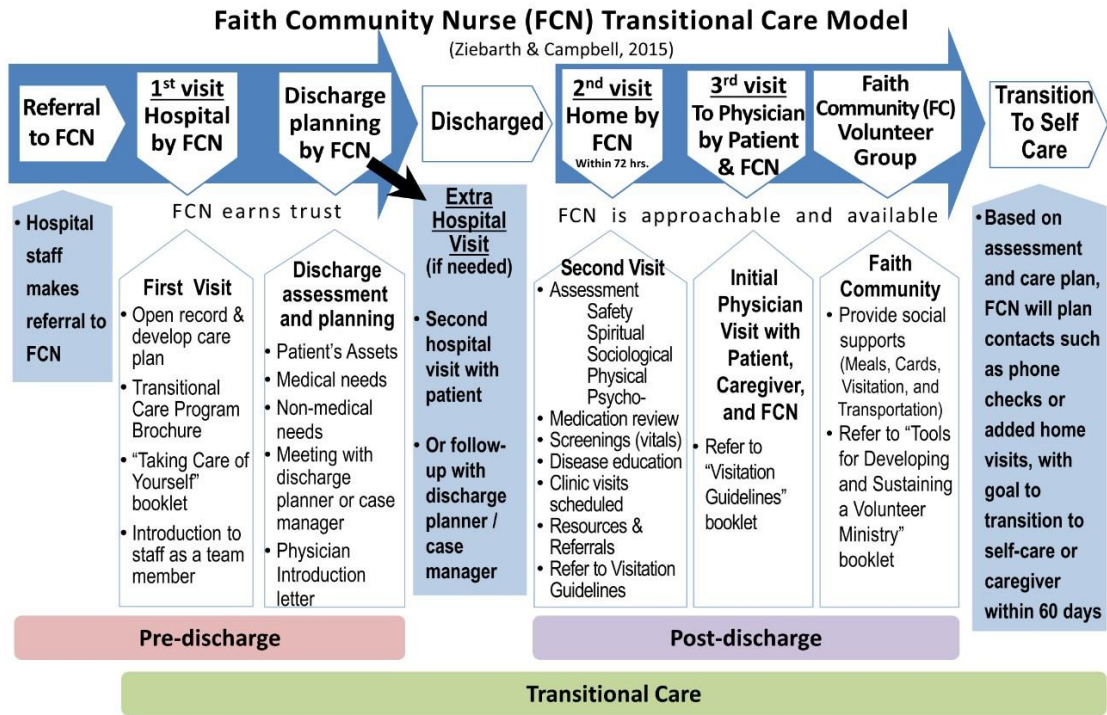 Faith Community Nurse (FCN) Transitional Care Model
(Ziebarth & Campbell, 2015)
Referral
to FCN
1st visit
Hospital
by FCN
Discharge
planning
by FCN
Discharged
2nd visit
Home by
FCN
Within 72 hrs.
3rd visit
To Physician
by Patient
& FCN
Faith
Community (FC)
Volunteer
Group
Transition
To Self
Care
• Hospital
staff
makes
referral to
FCN
FCN earns trust
First Visit
• Open record &
develop care
plan
• Transitional
Care Program
Brochure
• “Taking Care of
Yourself”
booklet
• Introduction to
staff as a team
member
Discharge
assessment
and planning
• Patient’s Assets
• Medical needs
• Non-medical
needs
• Meeting with
discharge
planner or case
manager
• Physician
Introduction
letter
Extra
Hospital
Visit
(if needed)
• Second
hospital
visit with
patient
• Or follow-
up with
discharge
planner /
case
manager
FCN is approachable and available
Second Visit
• Assessment
Safety
Spiritual
Sociological
Physical
Psycho-
• Medication review
• Screenings (vitals)
• Disease education
• Clinic visits
scheduled
• Resources &
Referrals
• Refer to Visitation
Guidelines
Initial
Physician
Visit with
Patient,
Caregiver,
and FCN
• Refer to
“Visitation
Guidelines”
booklet
Faith
Community
• Provide social
supports
(Meals, Cards,
Visitation, and
Transportation)
• Refer to “Tools
for Developing
and Sustaining
a Volunteer
Ministry”
booklet
• Based on
assessment
and care plan,
FCN will plan
contacts such
as phone
checks or
added home
visits, with
goal to
transition to
self-care or
caregiver
within 60 days
Pre-discharge
Post-discharge
Transitional Care